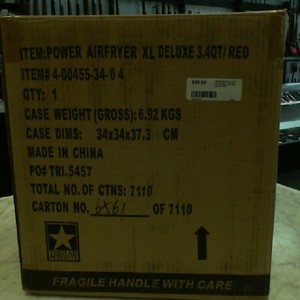 ITEM:POWER AIRFRYER XL DELUXE 3.4QT/ RED
ITEM# 4-00455-34-0 4
QTY: 1
CASE WEIGHT (GROSS): 6.92 KGS
CASE DIMS: 34x34x37.3 CM
MADE IN CHINA
PO# TRI.5457
TOTAL NO. OF CTNS: 7110
CARTON NO. 6561 OF 7110
FRAGILE HANDLE WITH CARE